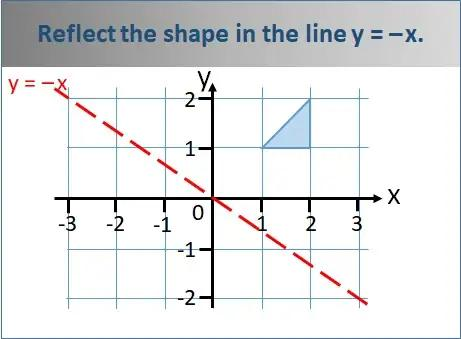 Reflect the shape in the line y = –x.
y = –x
y
2
1
x
-3 -2 -1 0 1 2 3
-1
-2